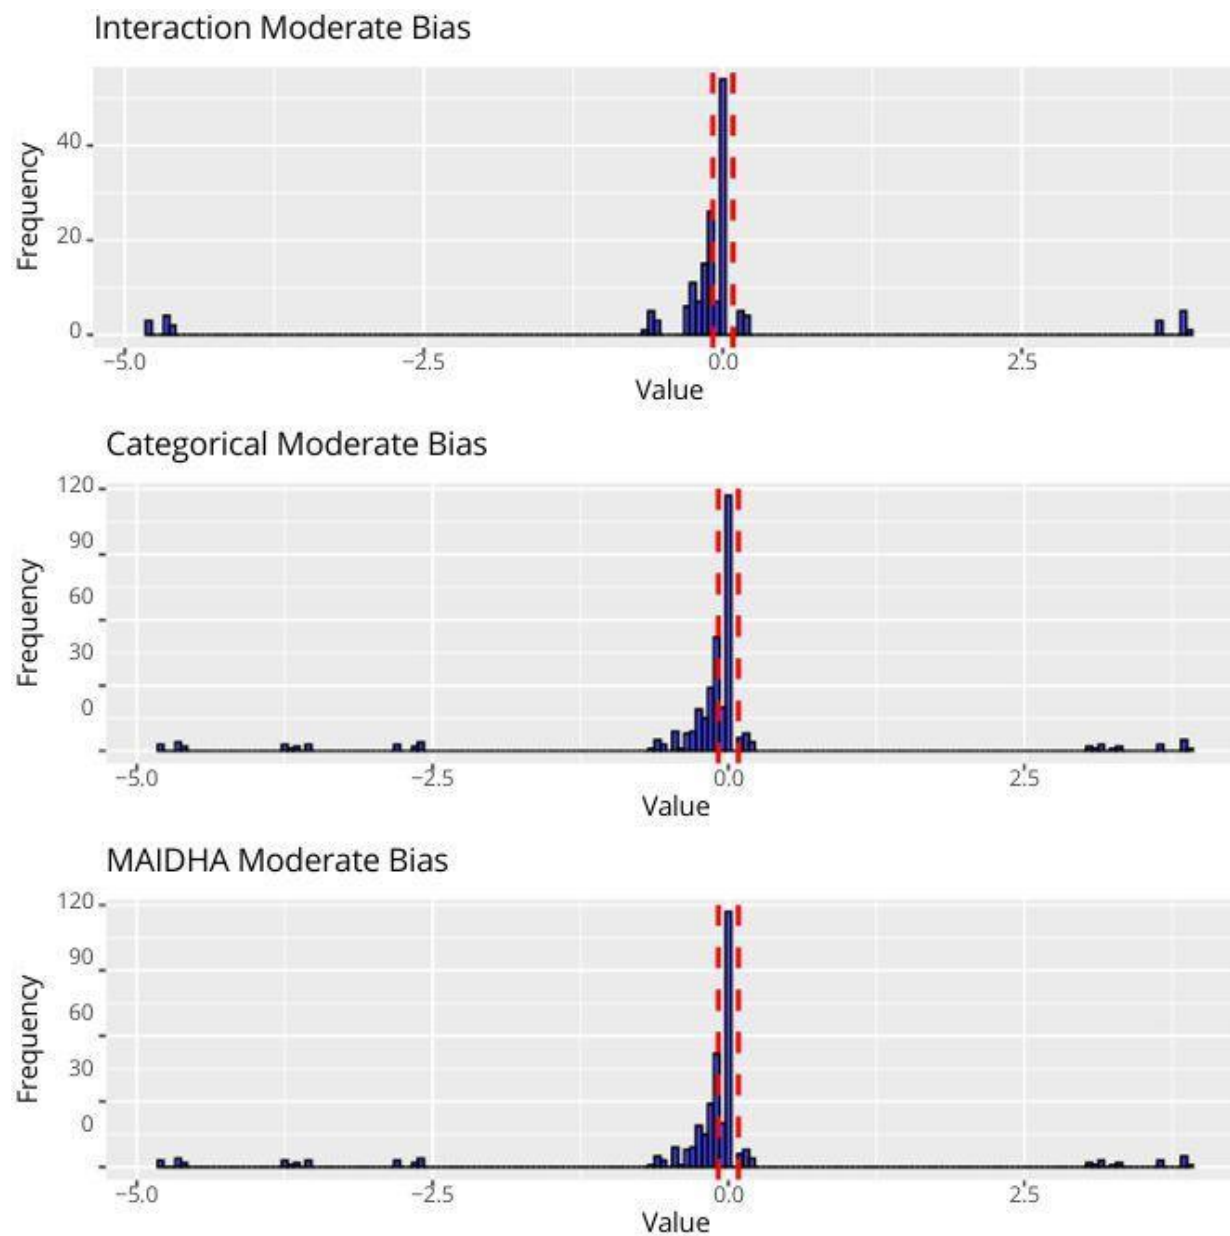 Interaction Moderate Bias
Frequency
40
20
0
−5.0 −2.5 0.0 2.5
Value
Categorical Moderate Bias
Frequency
120
90
60
30
0
−5.0 −2.5 0.0 2.5
Value
MAIDHA Moderate Bias
Frequency
120
90
60
30
0
−5.0 −2.5 0.0 2.5
Value